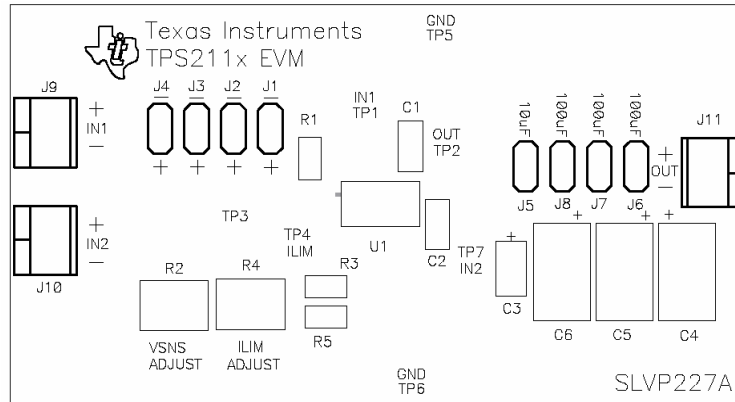 GND
TP5
Texas Instruments
TPS211x EVM
J9
+
IN1
−
J4
J3
J2
J1
+
+
+
+
R1
IN1
TP1
C1
OUT
TP2
10uF
100uF
100uF
100uF
J5
J8
J7
J6
+
OUT
−
J11
+
IN2
−
J10
TP3
TP4
ILIM
U1
C2
TP7
IN2
+
C3
+
C6
+
C5
+
C4
R2
VSNS
ADJUST
R4
ILIM
ADJUST
R3
R5
GND
TP6
SLVP227A